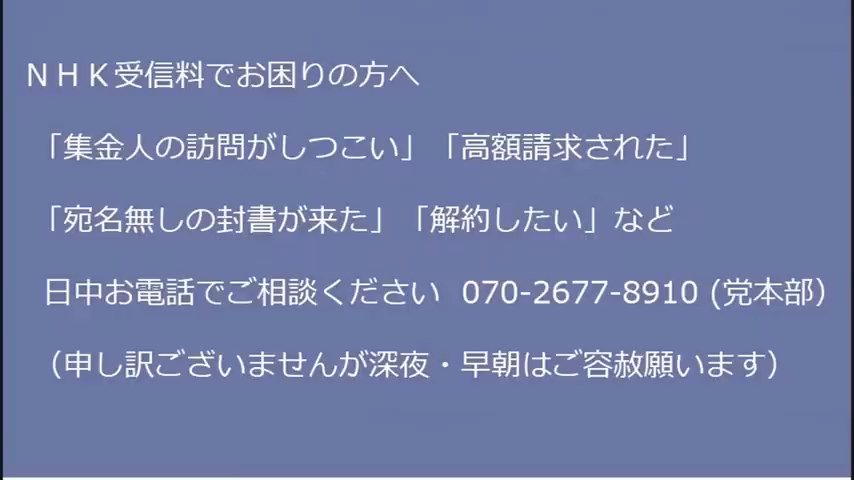 ＮＨＫ受信料でお困りの方へ
「集金人の訪問がしつこい」「高額請求された」
「宛名無しの封書が来た」「解約したい」など
日中お電話でご相談ください 070-2677-8910 (党本部）
（申し訳ございませんが深夜・早朝はご容赦願います）